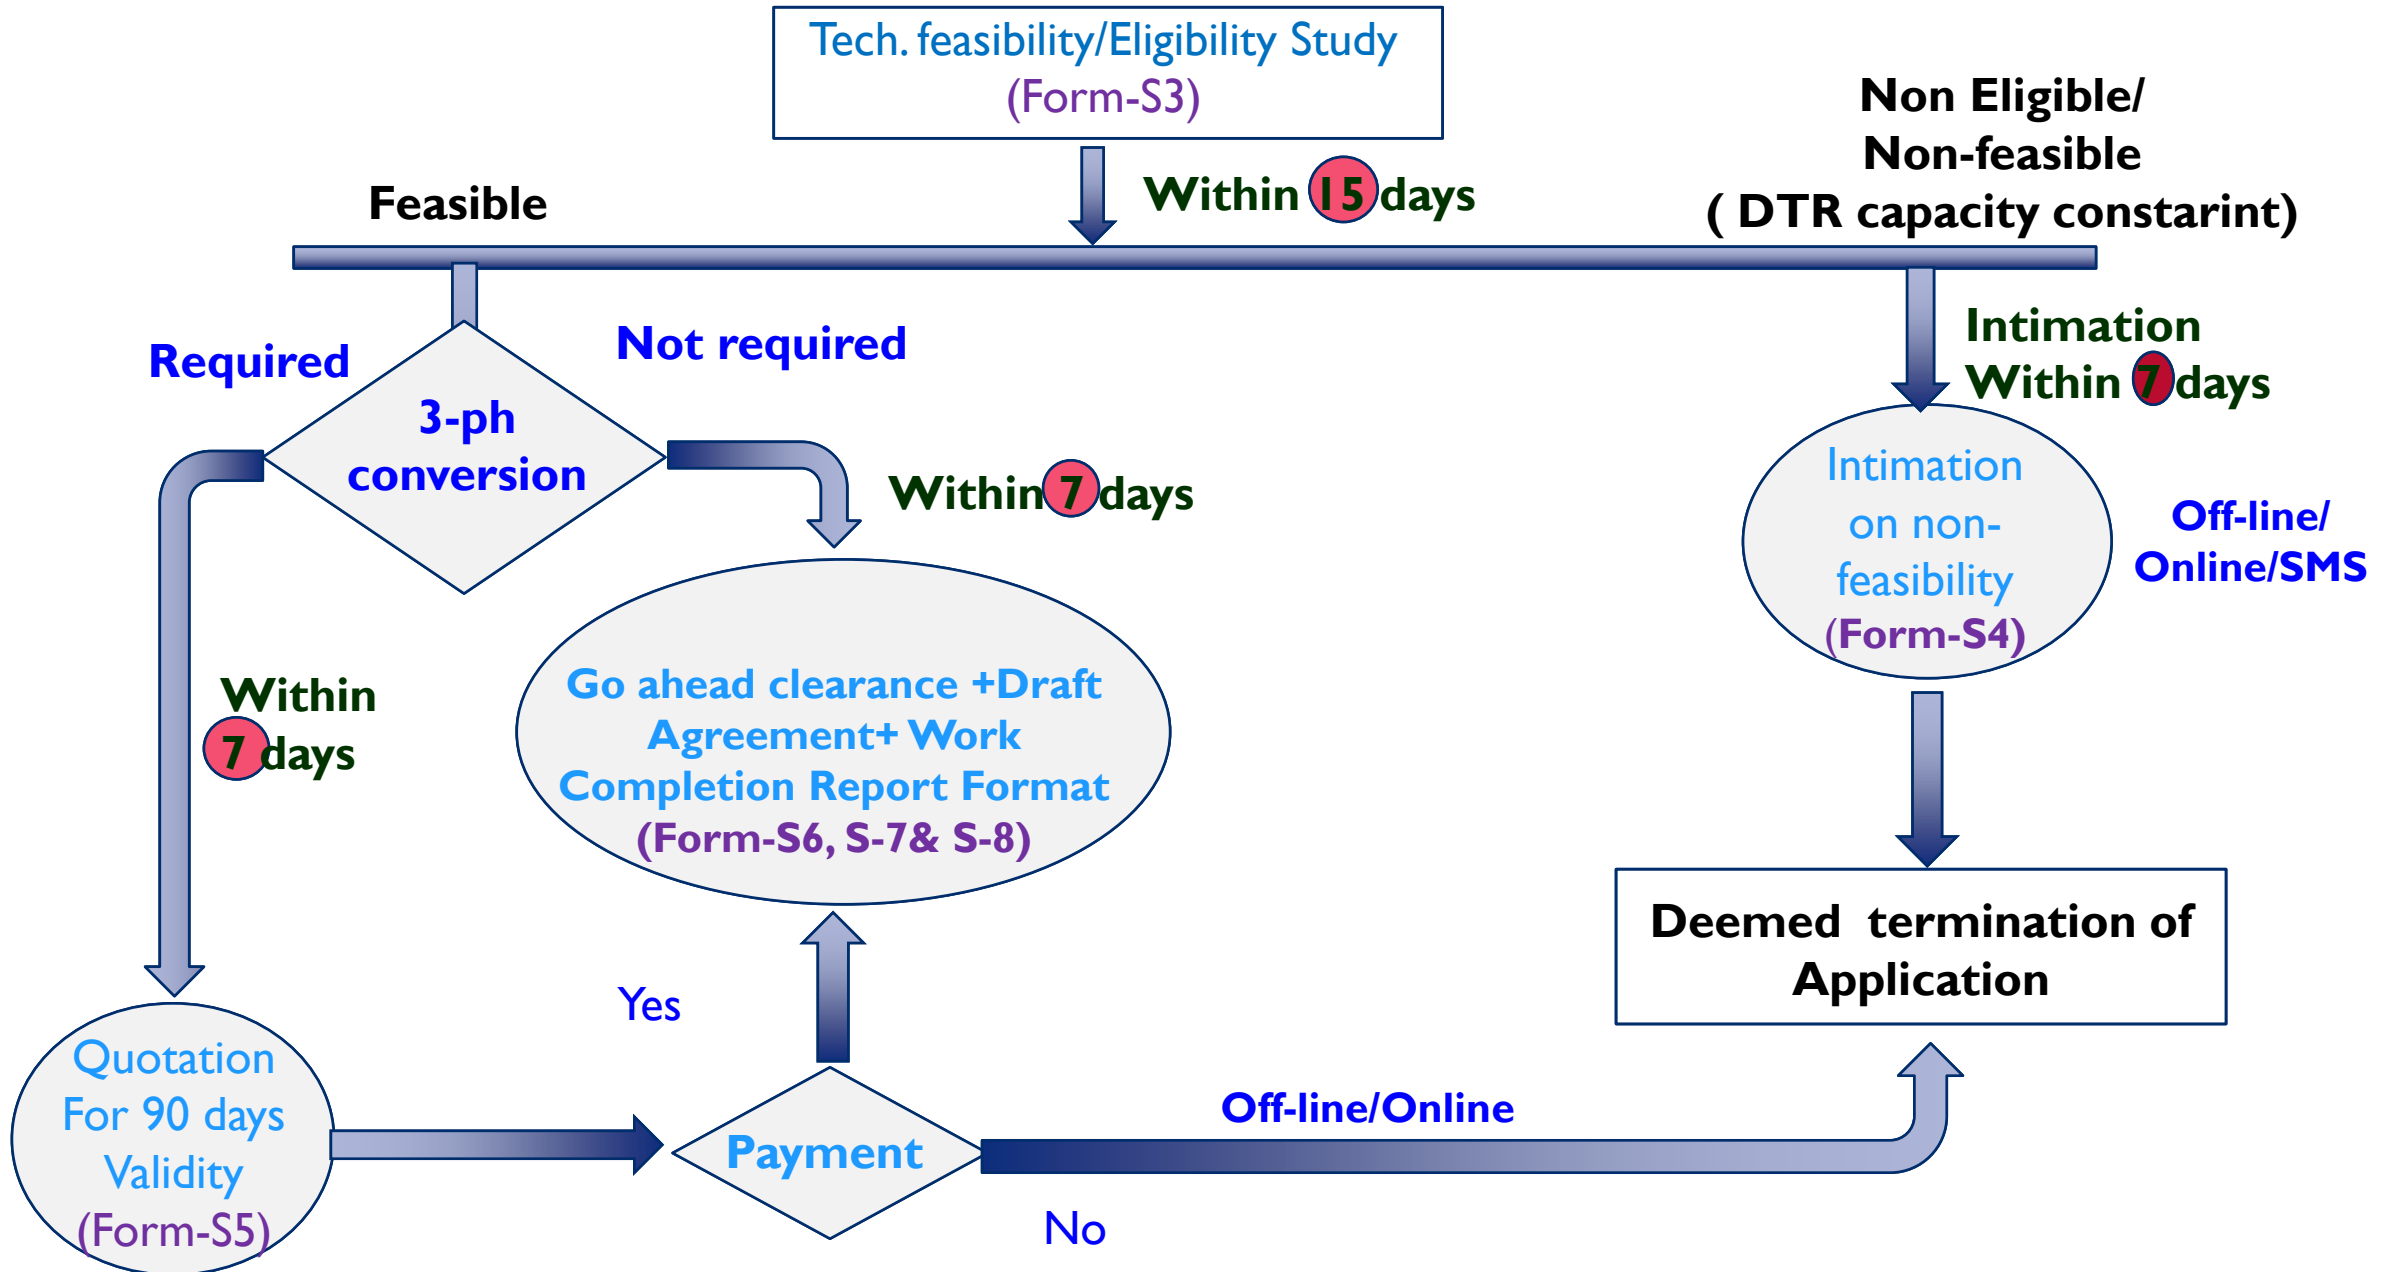 Tech. feasibility/Eligibility Study
(Form-S3)
Non Eligible/
Non-feasible
( DTR capacity constarint)
Within 15 days
Feasible
Required
Not required
3-ph
conversion
Within 7 days
Intimation
Within 7 days
Intimation
on non-
feasibility
(Form-S4)
Off-line/
Online/SMS
Within
7 days
Go ahead clearance +Draft
Agreement+ Work
Completion Report Format
(Form-S6, S-7& S-8)
Deemed  termination of
Application
Yes
Quotation
For 90 days
Validity
(Form-S5)
Payment
Off-line/Online
No